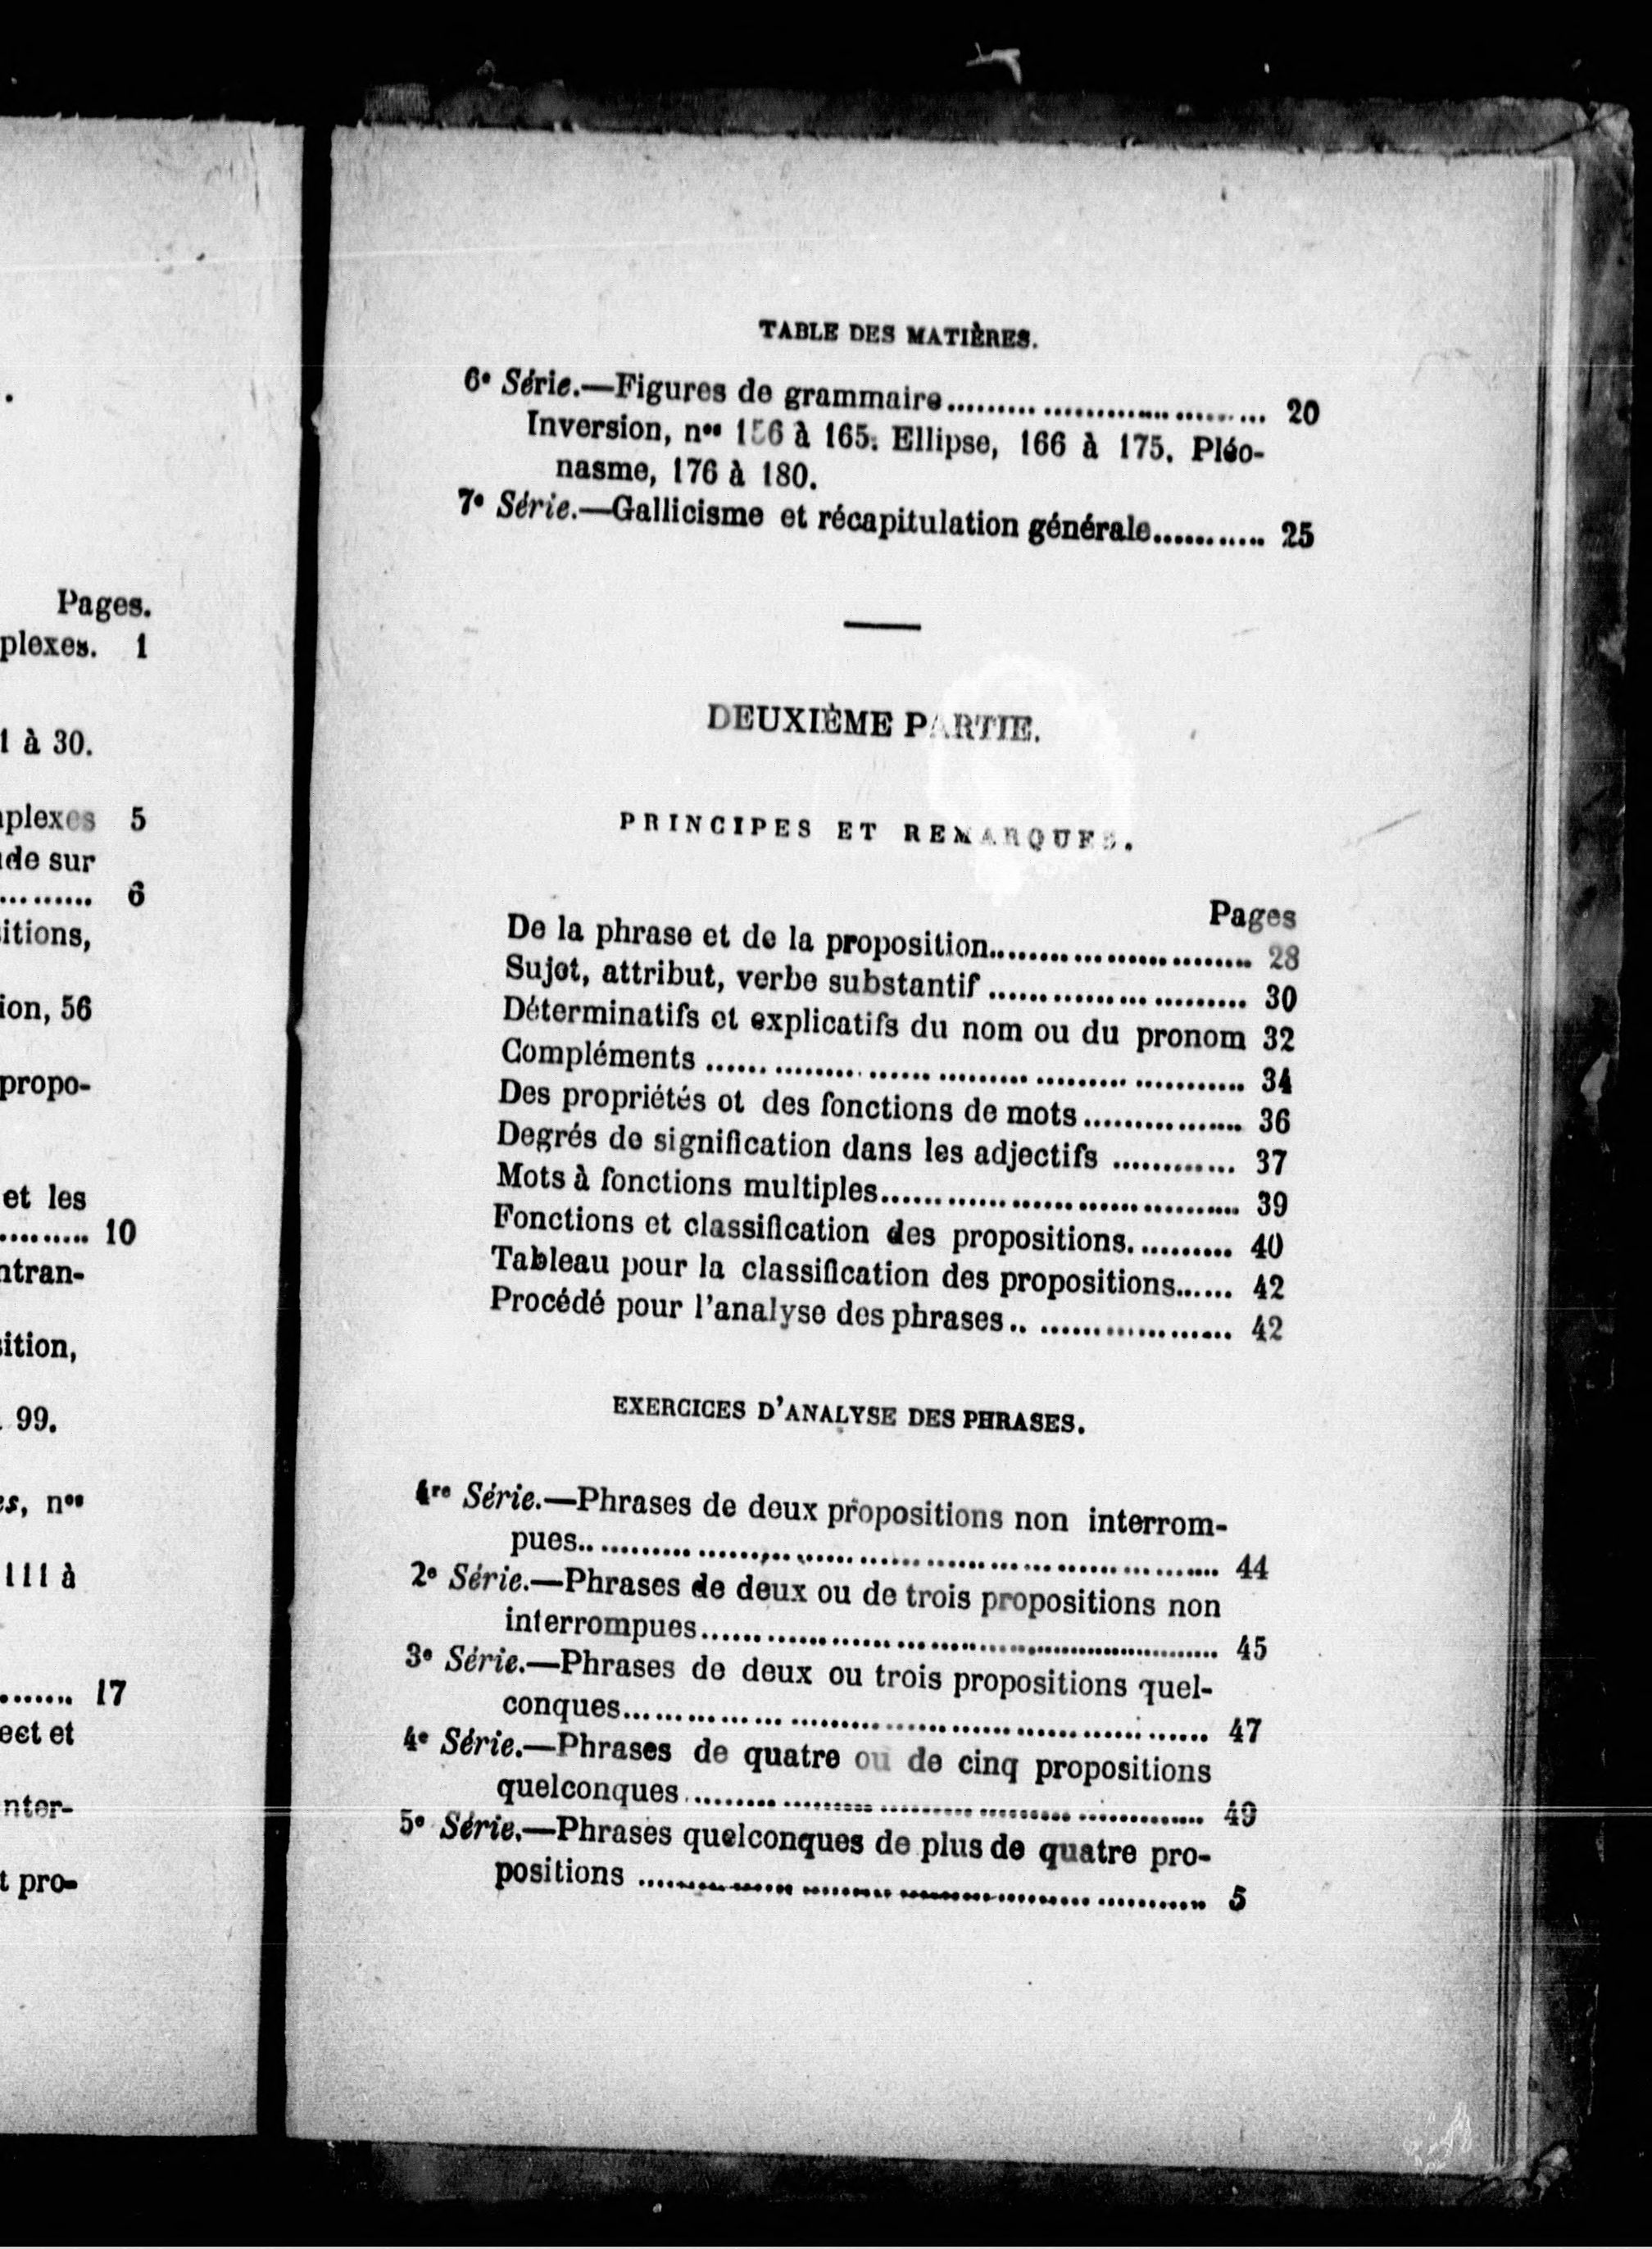 .
Pages.
plexes. 1
1 à 30.
plexes 5
de sur
.......... 6
itions,
ion, 56
propo-
et les
......... 10
ntran-
ition,
99.
es, nos
111 à
....... 17
ect et
nter-
t pro-
TABLE DES MATIÈRES.
6e Série.—Figures de grammaire.............................. 20
Inversion, nos 156 à 165. Ellipse, 166 à 175. Pléo-
nasme, 176 à 180.
7e Série.—Gallicisme et récapitulation générale........... 25
DEUXIÈME PARTIE.
PRINCIPES ET REMARQUES.
Pages
De la phrase et de la proposition.......................... 28
Sujet, attribut, verbe substantif ......................... 30
Déterminatifs et explicatifs du nom ou du pronom 32
Compléments ...................................................... 34
Des propriétés et des fonctions de mots................ 36
Degrés de signification dans les adjectifs ............ 37
Mots à fonctions multiples.................................... 39
Fonctions et classification des propositions........... 40
Tableau pour la classification des propositions...... 42
Procédé pour l'analyse des phrases.. ................... 42
EXERCICES D'ANALYSE DES PHRASES.
1re Série.—Phrases de deux propositions non interrom-
pues.............................................................. 44
2e Série.—Phrases de deux ou de trois propositions non
interrompues.................................................... 45
3e Série.—Phrases de deux ou trois propositions quel-
conques.......................................................... 47
4e Série.—Phrases de quatre ou de cinq propositions
quelconques.................................................... 49
5e Série.—Phrases quelconques de plus de quatre pro-
positions ........................................................ 5